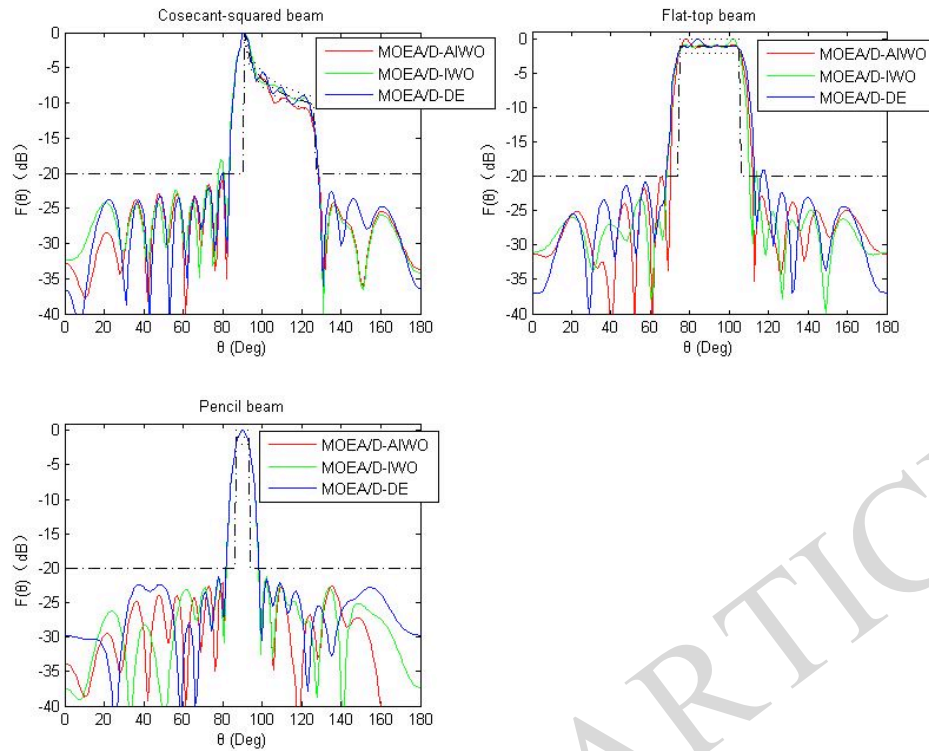 Cosecant-squared beam
0
-5
-10
-15
-20
-25
-30
-35
-40
F(θ) (dB)
0 20 40 60 80 100 120 140 160 180
θ (Deg)
MOEA/D-AIWO
MOEA/D-IWO
MOEA/D-DE
Flat-top beam
0
-5
-10
-15
-20
-25
-30
-35
-40
F(θ) (dB)
0 20 40 60 80 100 120 140 160 180
θ (Deg)
MOEA/D-AIWO
MOEA/D-IWO
MOEA/D-DE
Pencil beam
0
-5
-10
-15
-20
-25
-30
-35
-40
F(θ) (dB)
0 20 40 60 80 100 120 140 160 180
θ (Deg)
MOEA/D-AIWO
MOEA/D-IWO
MOEA/D-DE
ARTIC